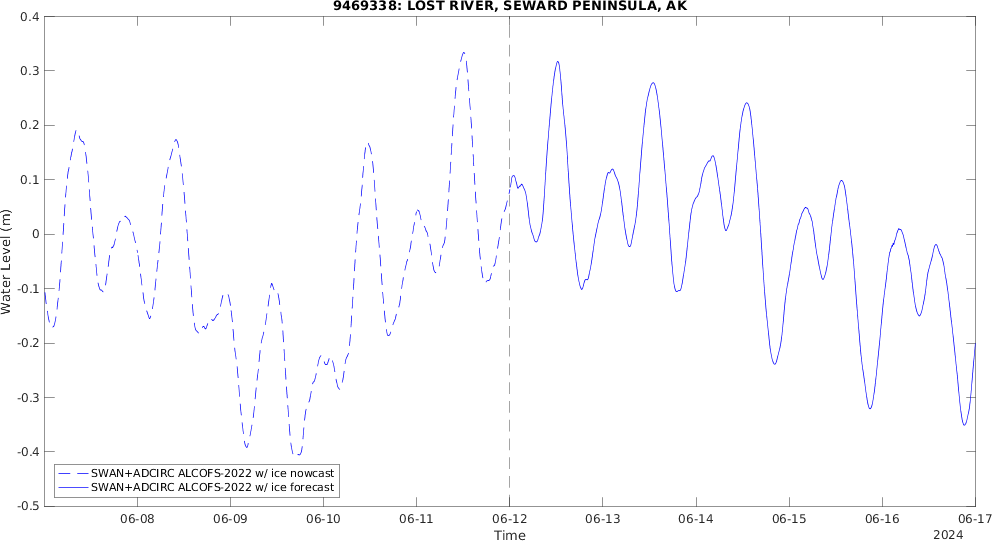 9469338: LOST RIVER, SEWARD PENINSULA, AK
0.4
0.3
0.2
0.1
0
-0.1
-0.2
-0.3
-0.4
-0.5
Water Level (m)
SWAN+ADCIRC ALCOFS-2022 w/ ice nowcast
SWAN+ADCIRC ALCOFS-2022 w/ ice forecast
06-08 06-09 06-10 06-11 06-12 06-13 06-14 06-15 06-16 06-17
Time
2024